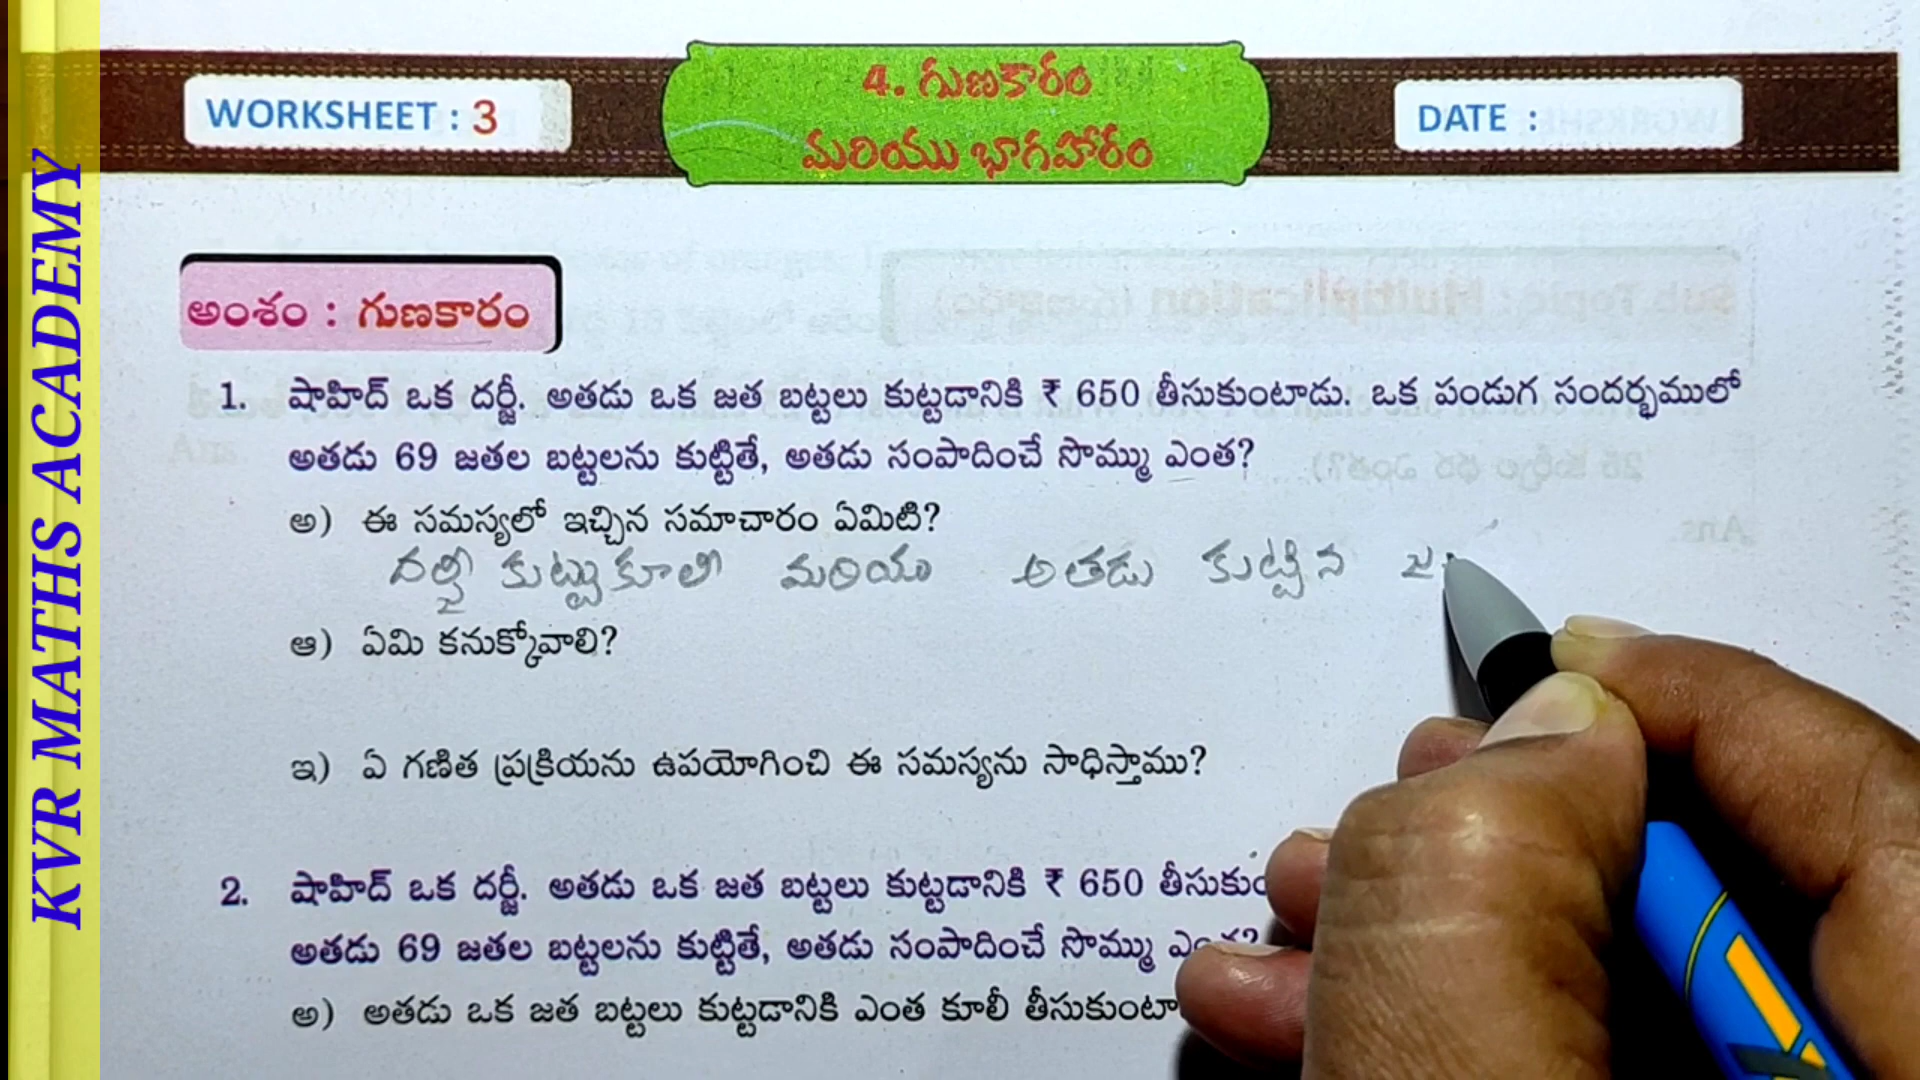 KVR MATHS ACADEMY
WORKSHEET : 3
4. గుణకారం
మరియు భాగహారం
DATE :
అంశం : గుణకారం
1. షాహిద్ ఒక దర్జీ. అతడు ఒక జత బట్టలు కుట్టడానికి ₹ 650 తీసుకుంటాడు. ఒక పండుగ సందర్భములో
అతడు 69 జతల బట్టలను కుట్టితే, అతడు సంపాదించే సొమ్ము ఎంత?
అ) ఈ సమస్యలో ఇచ్చిన సమాచారం ఏమిటి?
దర్జీ కుట్టుకూలీ మరియు అతడు కుట్టిన
ఆ) ఏమి కనుక్కోవాలి?
ఇ) ఏ గణిత ప్రక్రియను ఉపయోగించి ఈ సమస్యను సాధిస్తాము?
2. షాహిద్ ఒక దర్జీ. అతడు ఒక జత బట్టలు కుట్టడానికి ₹ 650
అతడు 69 జతల బట్టలను కుట్టితే, అతడు సంపాదించే సొమ్ము ఎంత?
అ) అతడు ఒక జత బట్టలు కుట్టడానికి ఎంత కూలీ